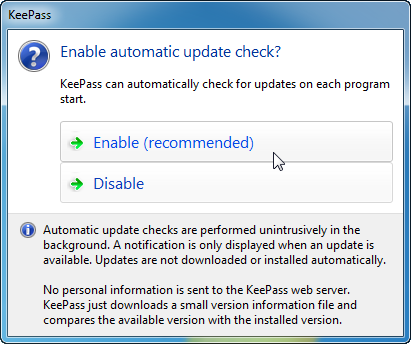 KeePass
Enable automatic update check?
KeePass can automatically check for updates on each program
start.
Enable (recommended)
Disable
Automatic update checks are performed unintrusively in the
background. A notification is only displayed when an update is
available. Updates are not downloaded or installed automatically.
No personal information is sent to the KeePass web server.
KeePass just downloads a small version information file and
compares the available version with the installed version.